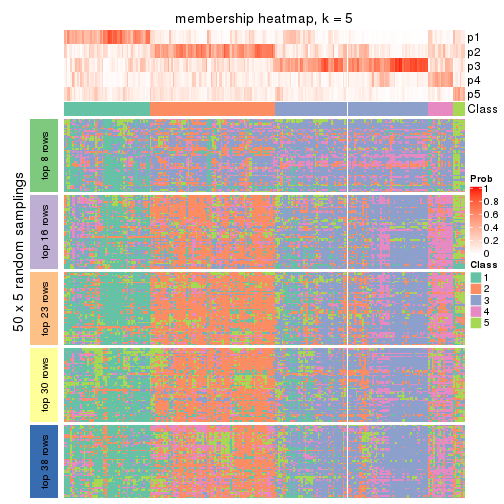 membership heatmap, k = 5
p1
p2
p3
p4
p5
Class
50 x 5 random samplings
top 8 rows
top 16 rows
top 23 rows
top 30 rows
top 38 rows
Prob
1
0.8
0.6
0.4
0.2
0
Class
1
2
3
4
5